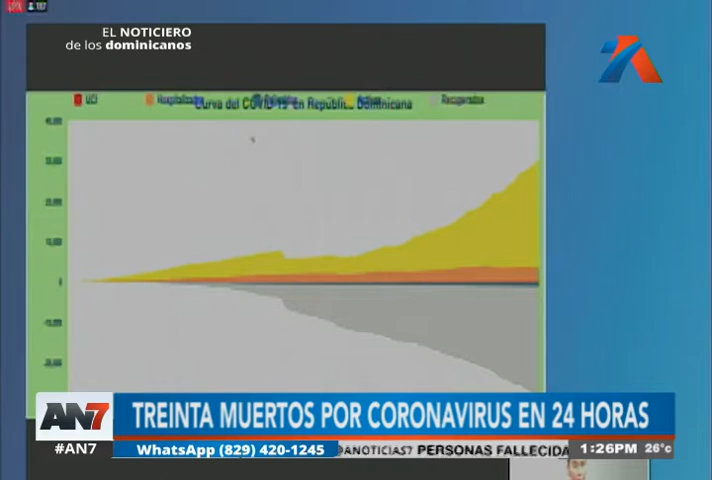 197
EL NOTICIERO
de los dominicanos
UCI
Hospitalizados
Curva del COVID-19 en República Dominicana
Recuperados
40,000
30,000
20,000
10,000
0
-10,000
-20,000
AN7
TREINTA MUERTOS POR CORONAVIRUS EN 24 HORAS
#AN7
WhatsApp (829) 420-1245
ANOTICIAS7 PERSONAS FALLECIDA
1:26PM
26°c